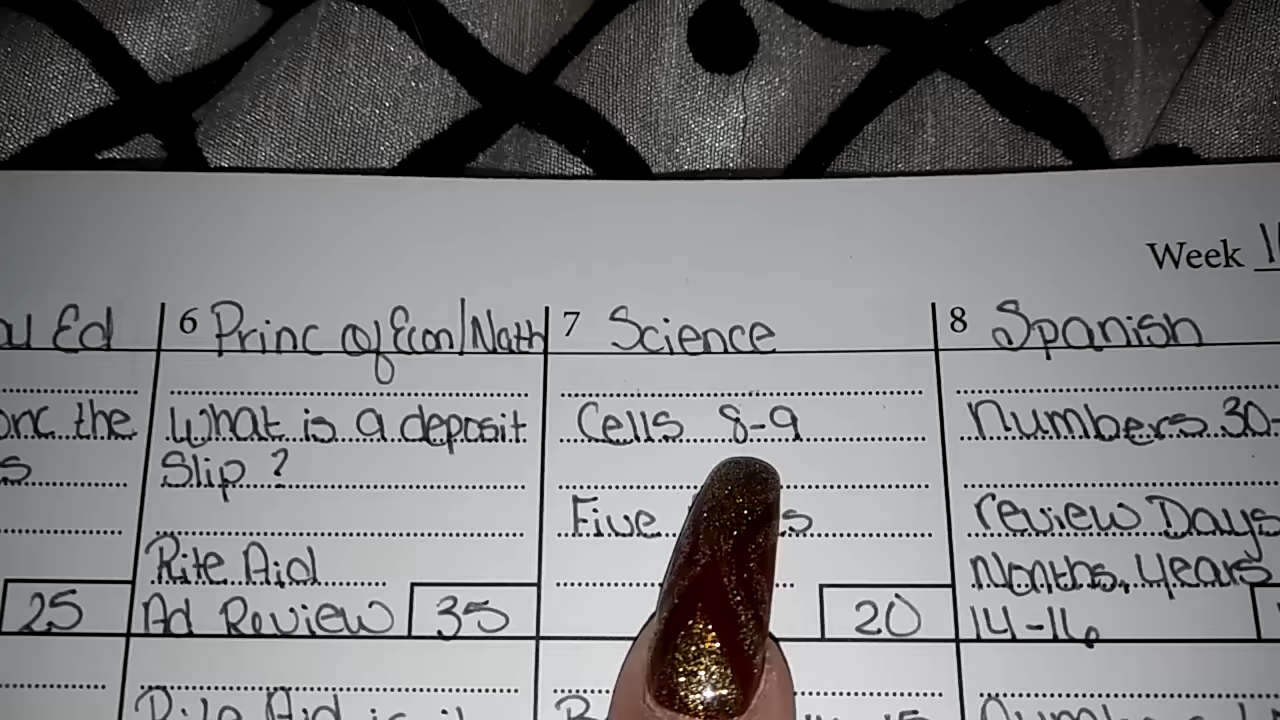 Week
Ed
6 Princ of Econ/Math
7 Science
8 Spanish
the
What is a deposit
Slip?
Cells 8-9
Numbers 30-
Five
review Days
Months, Years
14-16
Rite Aid
Ad Review
25
35
20